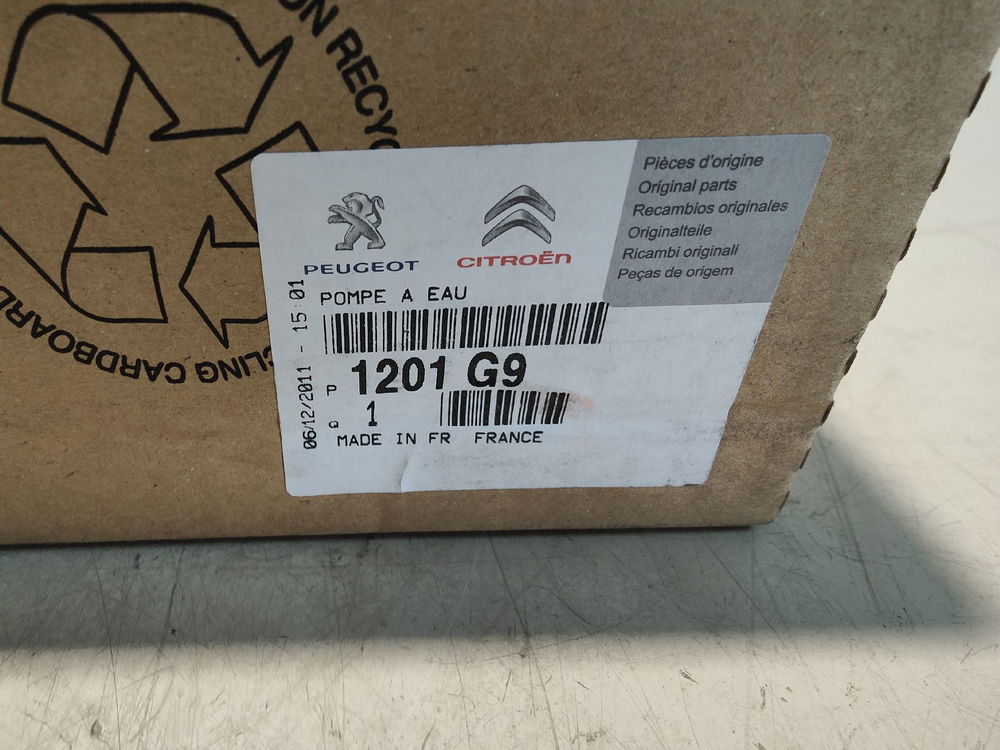 ON RECYC
CLING CARDBOARD
PEUGEOT
CITROËN
Pièces d'origine
Original parts
Recambios originales
Originalteile
Ricambi originali
Peças de origem
06/12/2011 - 15:01
POMPE A EAU
P 1201 G9
Q 1
MADE IN FR FRANCE